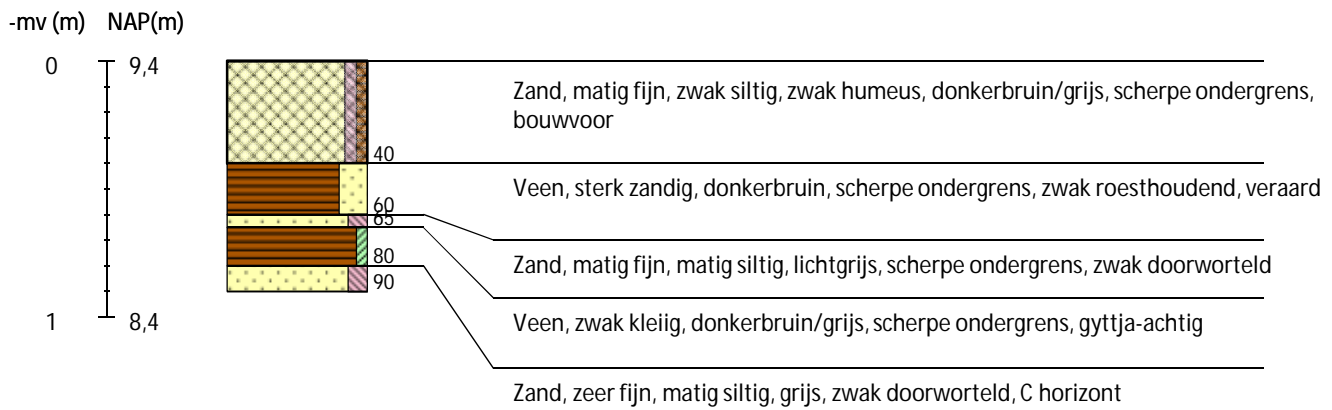 -mv (m) NAP(m)
0 9,4
Zand, matig fijn, zwak siltig, zwak humeus, donkerbruin/grijs, scherpe ondergrens,
bouwvoor
40
Veen, sterk zandig, donkerbruin, scherpe ondergrens, zwak roesthoudend, veraard
60
65
Zand, matig fijn, matig siltig, lichtgrijs, scherpe ondergrens, zwak doorworteld
80
90
Veen, zwak kleiig, donkerbruin/grijs, scherpe ondergrens, gyttja-achtig
1 8,4
Zand, zeer fijn, matig siltig, grijs, zwak doorworteld, C horizont